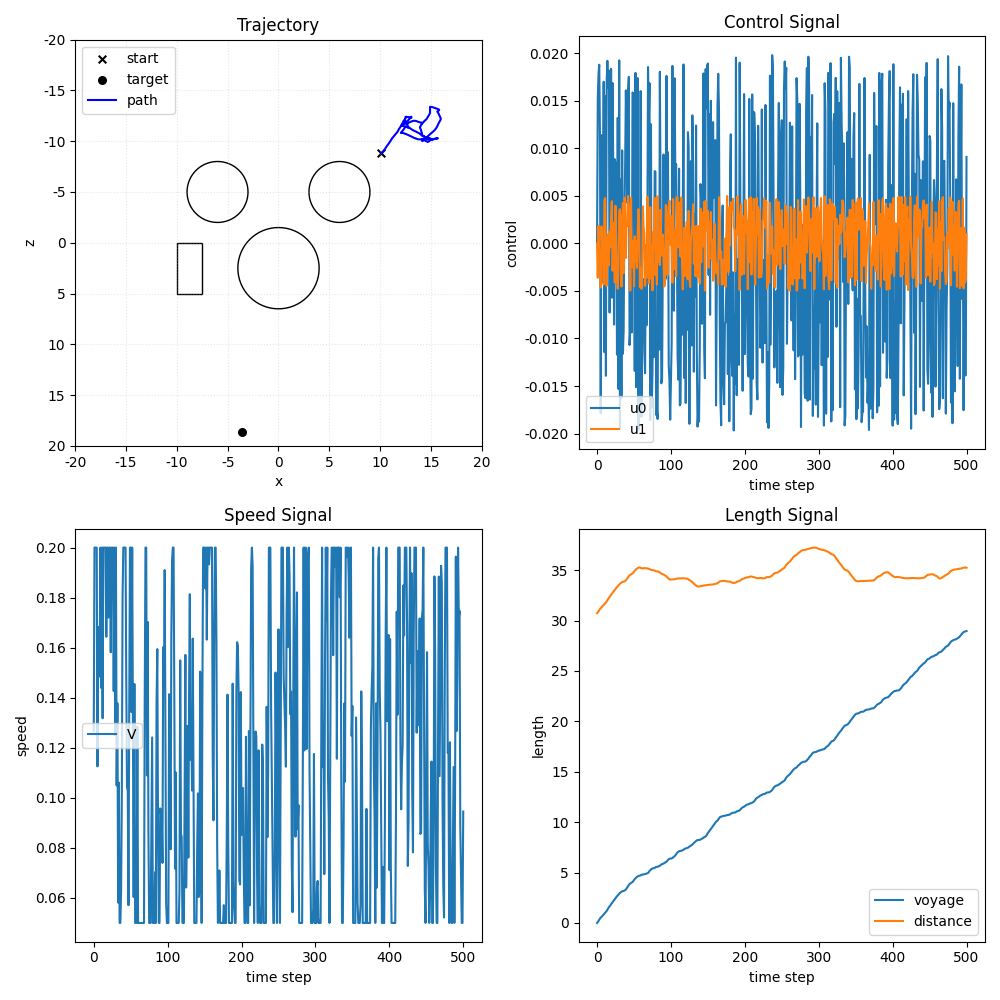 Trajectory
-20
-15
-10
-5
0
5
10
15
20
z
-20 -15 -10 -5 0 5 10 15 20
x
start
target
path
Control Signal
0.020
0.015
0.010
0.005
0.000
-0.005
-0.010
-0.015
-0.020
control
0 100 200 300 400 500
time step
u0
u1
Speed Signal
0.20
0.18
0.16
0.14
0.12
0.10
0.08
0.06
speed
0 100 200 300 400 500
time step
V
Length Signal
35
30
25
20
15
10
5
0
length
0 100 200 300 400 500
time step
voyage
distance